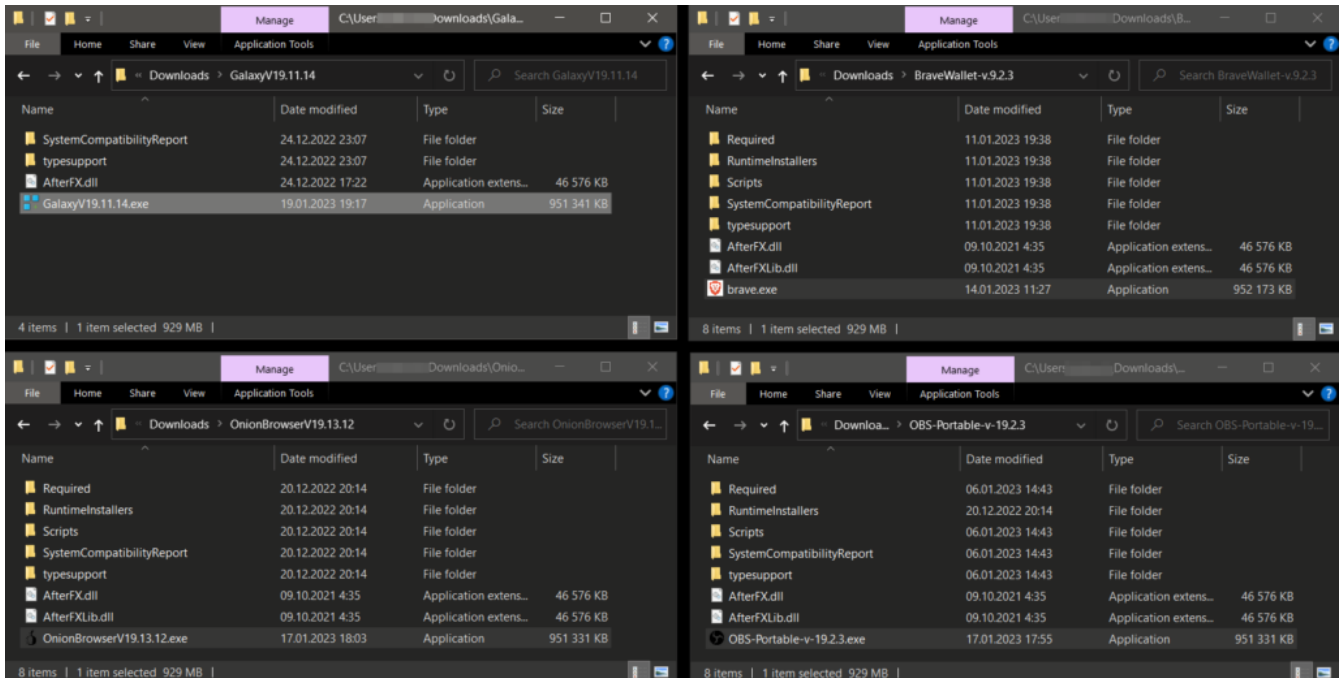 Manage C:\User Downloads\Gala...
File Home Share View Application Tools
« Downloads > GalaxyV19.11.14 Search GalaxyV19.11.14
Name Date modified Type Size
SystemCompatibilityReport 24.12.2022 23:07 File folder
typesupport 24.12.2022 23:07 File folder
AfterFX.dll 24.12.2022 17:22 Application extens... 46 576 KB
GalaxyV19.11.14.exe 19.01.2023 19:17 Application 951 341 KB
4 items | 1 item selected 929 MB |
Manage C:\User Downloads\B...
File Home Share View Application Tools
« Downloads > BraveWallet-v.9.2.3 Search BraveWallet-v.9.2.3
Name Date modified Type Size
Required 11.01.2023 19:38 File folder
RuntimeInstallers 11.01.2023 19:38 File folder
Scripts 11.01.2023 19:38 File folder
SystemCompatibilityReport 11.01.2023 19:38 File folder
typesupport 11.01.2023 19:38 File folder
AfterFX.dll 09.10.2021 4:35 Application extens... 46 576 KB
AfterFXLib.dll 09.10.2021 4:35 Application extens... 46 576 KB
brave.exe 14.01.2023 11:27 Application 952 173 KB
8 items | 1 item selected 929 MB |
Manage C:\User Downloads\Onio...
File Home Share View Application Tools
« Downloads > OnionBrowserV19.13.12 Search OnionBrowserV19.1...
Name Date modified Type Size
Required 20.12.2022 20:14 File folder
RuntimeInstallers 20.12.2022 20:14 File folder
Scripts 20.12.2022 20:14 File folder
SystemCompatibilityReport 20.12.2022 20:14 File folder
typesupport 20.12.2022 20:14 File folder
AfterFX.dll 09.10.2021 4:35 Application extens... 46 576 KB
AfterFXLib.dll 09.10.2021 4:35 Application extens... 46 576 KB
OnionBrowserV19.13.12.exe 17.01.2023 18:03 Application 951 331 KB
8 items | 1 item selected 929 MB |
Manage C:\User Downloads\...
File Home Share View Application Tools
« Downloa... > OBS-Portable-v-19.2.3 Search OBS-Portable-v-19...
Name Date modified Type Size
Required 06.01.2023 14:43 File folder
RuntimeInstallers 20.12.2022 20:14 File folder
Scripts 06.01.2023 14:43 File folder
SystemCompatibilityReport 06.01.2023 14:43 File folder
typesupport 06.01.2023 14:43 File folder
AfterFX.dll 09.10.2021 4:35 Application extens... 46 576 KB
AfterFXLib.dll 09.10.2021 4:35 Application extens... 46 576 KB
OBS-Portable-v-19.2.3.exe 17.01.2023 17:55 Application 951 331 KB
8 items | 1 item selected 929 MB |